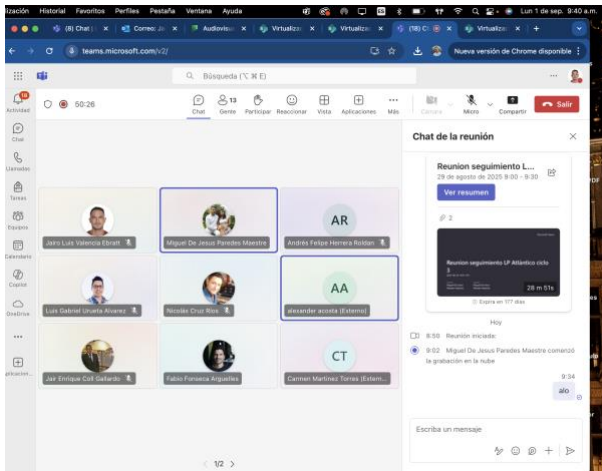 Historial Favoritos Perfiles Pestaña Ventana Ayuda
Lun 1 de sep. 9:40 a.m.
(8) Chat
Correo:
Audiovisu
Virtualiza
Virtualiza
(18) C
Virtualiza
teams.microsoft.com/v2/
Nueva versión de Chrome disponible
Búsqueda (⌥ ⌘ E)
Actividad
Chat
Llamadas
Tareas
Equipos
Calendario
Copilot
OneDrive
50:26
Chat
13
Gente
Participar
Reaccionar
Vista
Aplicaciones
Más
Cámara
Micro
Compartir
Salir
Jairo Luis Valencia Ebratt
Miguel De Jesus Paredes Maestre
AR
Andrés Felipe Herrera Roldan
Luis Gabriel Urueta Alvarez
Nicolás Cruz Rios
AA
alexander acosta (Externo)
Jair Enrique Coll Gallardo
Fabio Fonseca Arguelles
CT
Carmen Martinez Torres (Extern...
1/2
Chat de la reunión
Reunion seguimiento L...
29 de agosto de 2025 9:00 - 9:30
Ver resumen
2
Reunion seguimiento LP Atlántico ciclo
3
28 m 51s
Expira en 117 días
Hoy
8:58 Reunión iniciada:
9:02 Miguel De Jesus Paredes Maestre comenzó
la grabación en la nube
9:34
alo
Escriba un mensaje